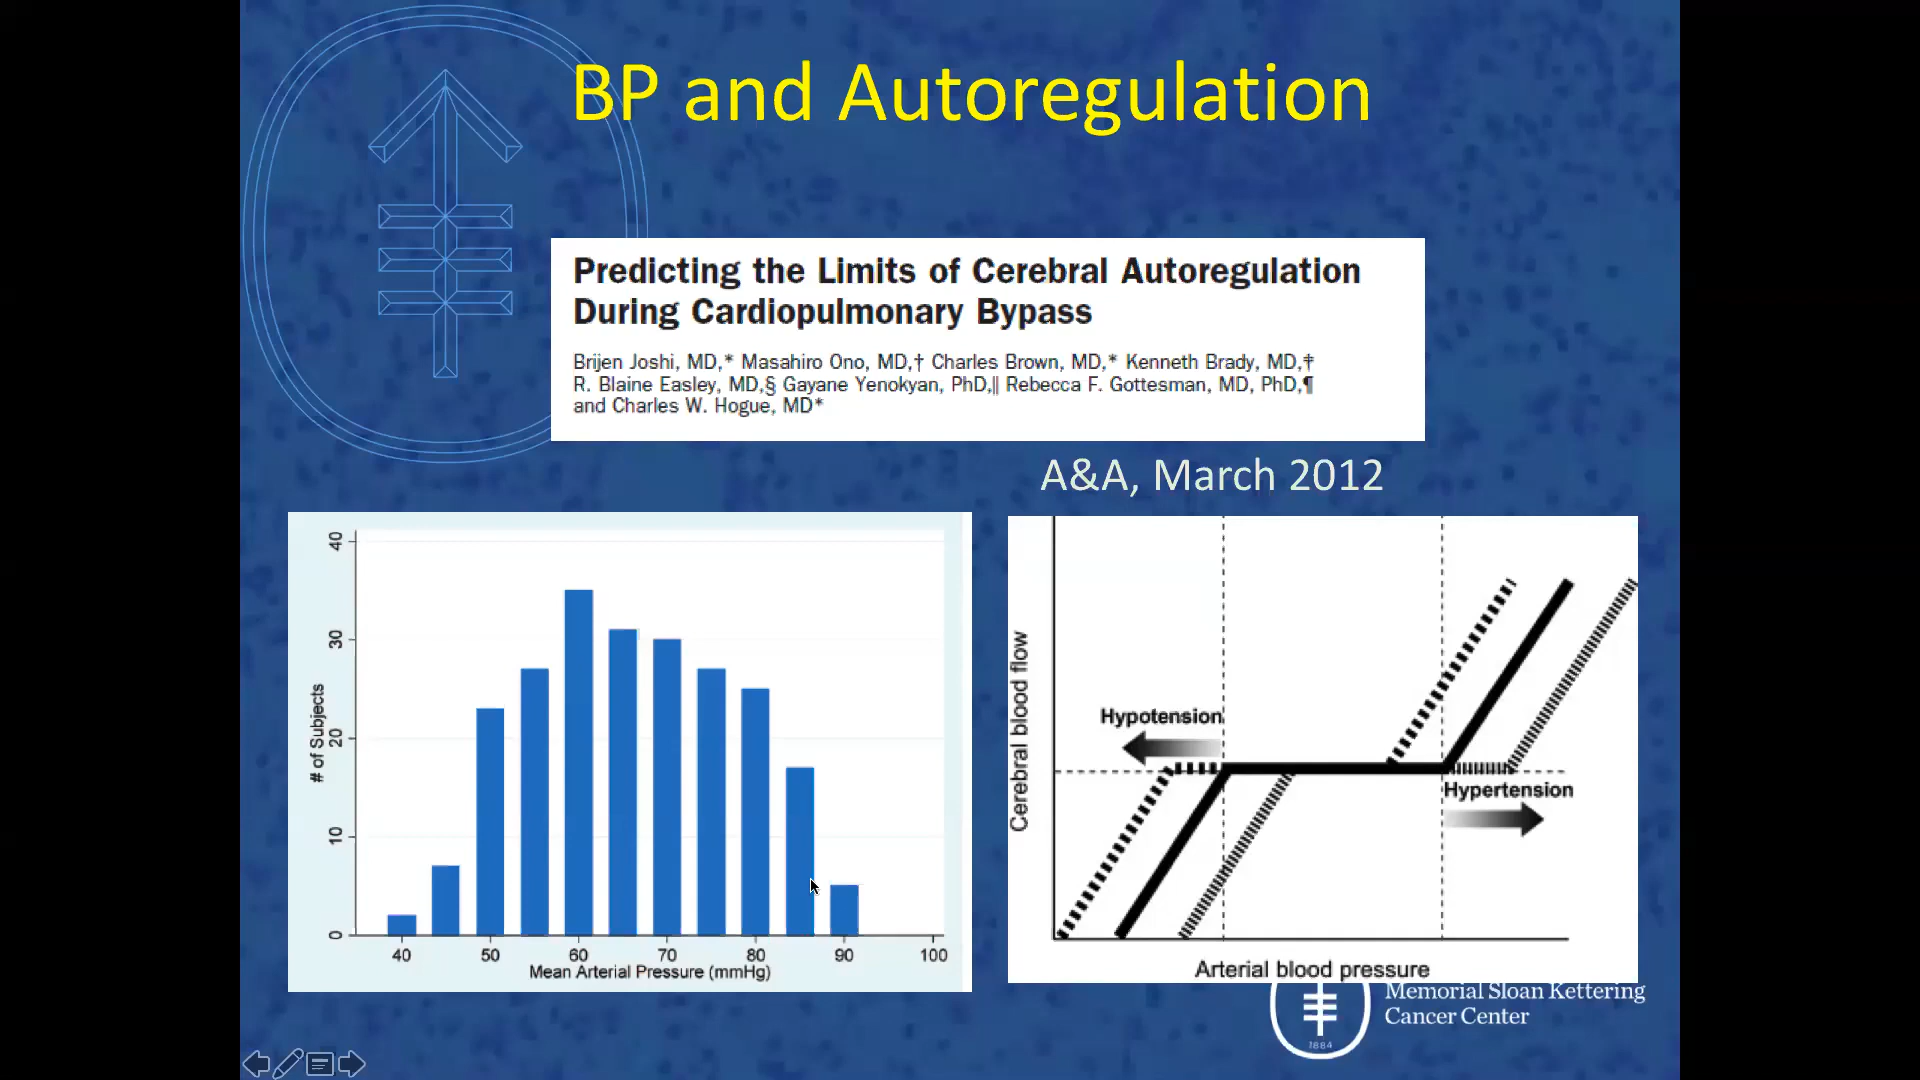 BP and Autoregulation
Predicting the Limits of Cerebral Autoregulation
During Cardiopulmonary Bypass
Brijen Joshi, MD,* Masahiro Ono, MD,† Charles Brown, MD,* Kenneth Brady, MD,‡
R. Blaine Easley, MD,§ Gayane Yenokyan, PhD,‖ Rebecca F. Gottesman, MD, PhD,¶
and Charles W. Hogue, MD*
A&A, March 2012
# of Subjects
40
30
20
10
0
40 50 60 70 80 90 100
Mean Arterial Pressure (mmHg)
Cerebral blood flow
Hypotension
Hypertension
Arterial blood pressure
Memorial Sloan Kettering
Cancer Center
1884